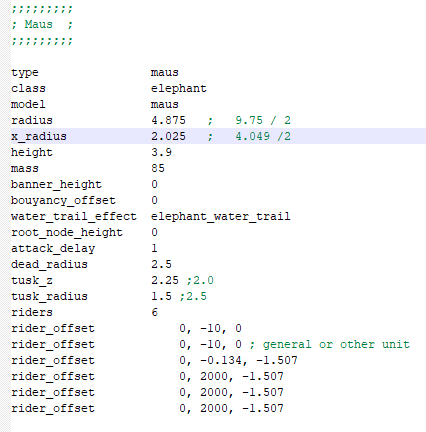 ;;;;;;;;;
; Maus  ;
;;;;;;;;;
type maus
class elephant
model maus
radius 4.875 ; 9.75 / 2
x_radius 2.025 ; 4.049 /2
height 3.9
mass 85
banner_height 0
bouyancy_offset 0
water_trail_effect elephant_water_trail
root_node_height 0
attack_delay 1
dead_radius 2.5
tusk_z 2.25 ;2.0
tusk_radius 1.5 ;2.5
riders 6
rider_offset 0, -10, 0
rider_offset 0, -10, 0 ; general or other unit
rider_offset 0, -0.134, -1.507
rider_offset 0, 2000, -1.507
rider_offset 0, 2000, -1.507
rider_offset 0, 2000, -1.507